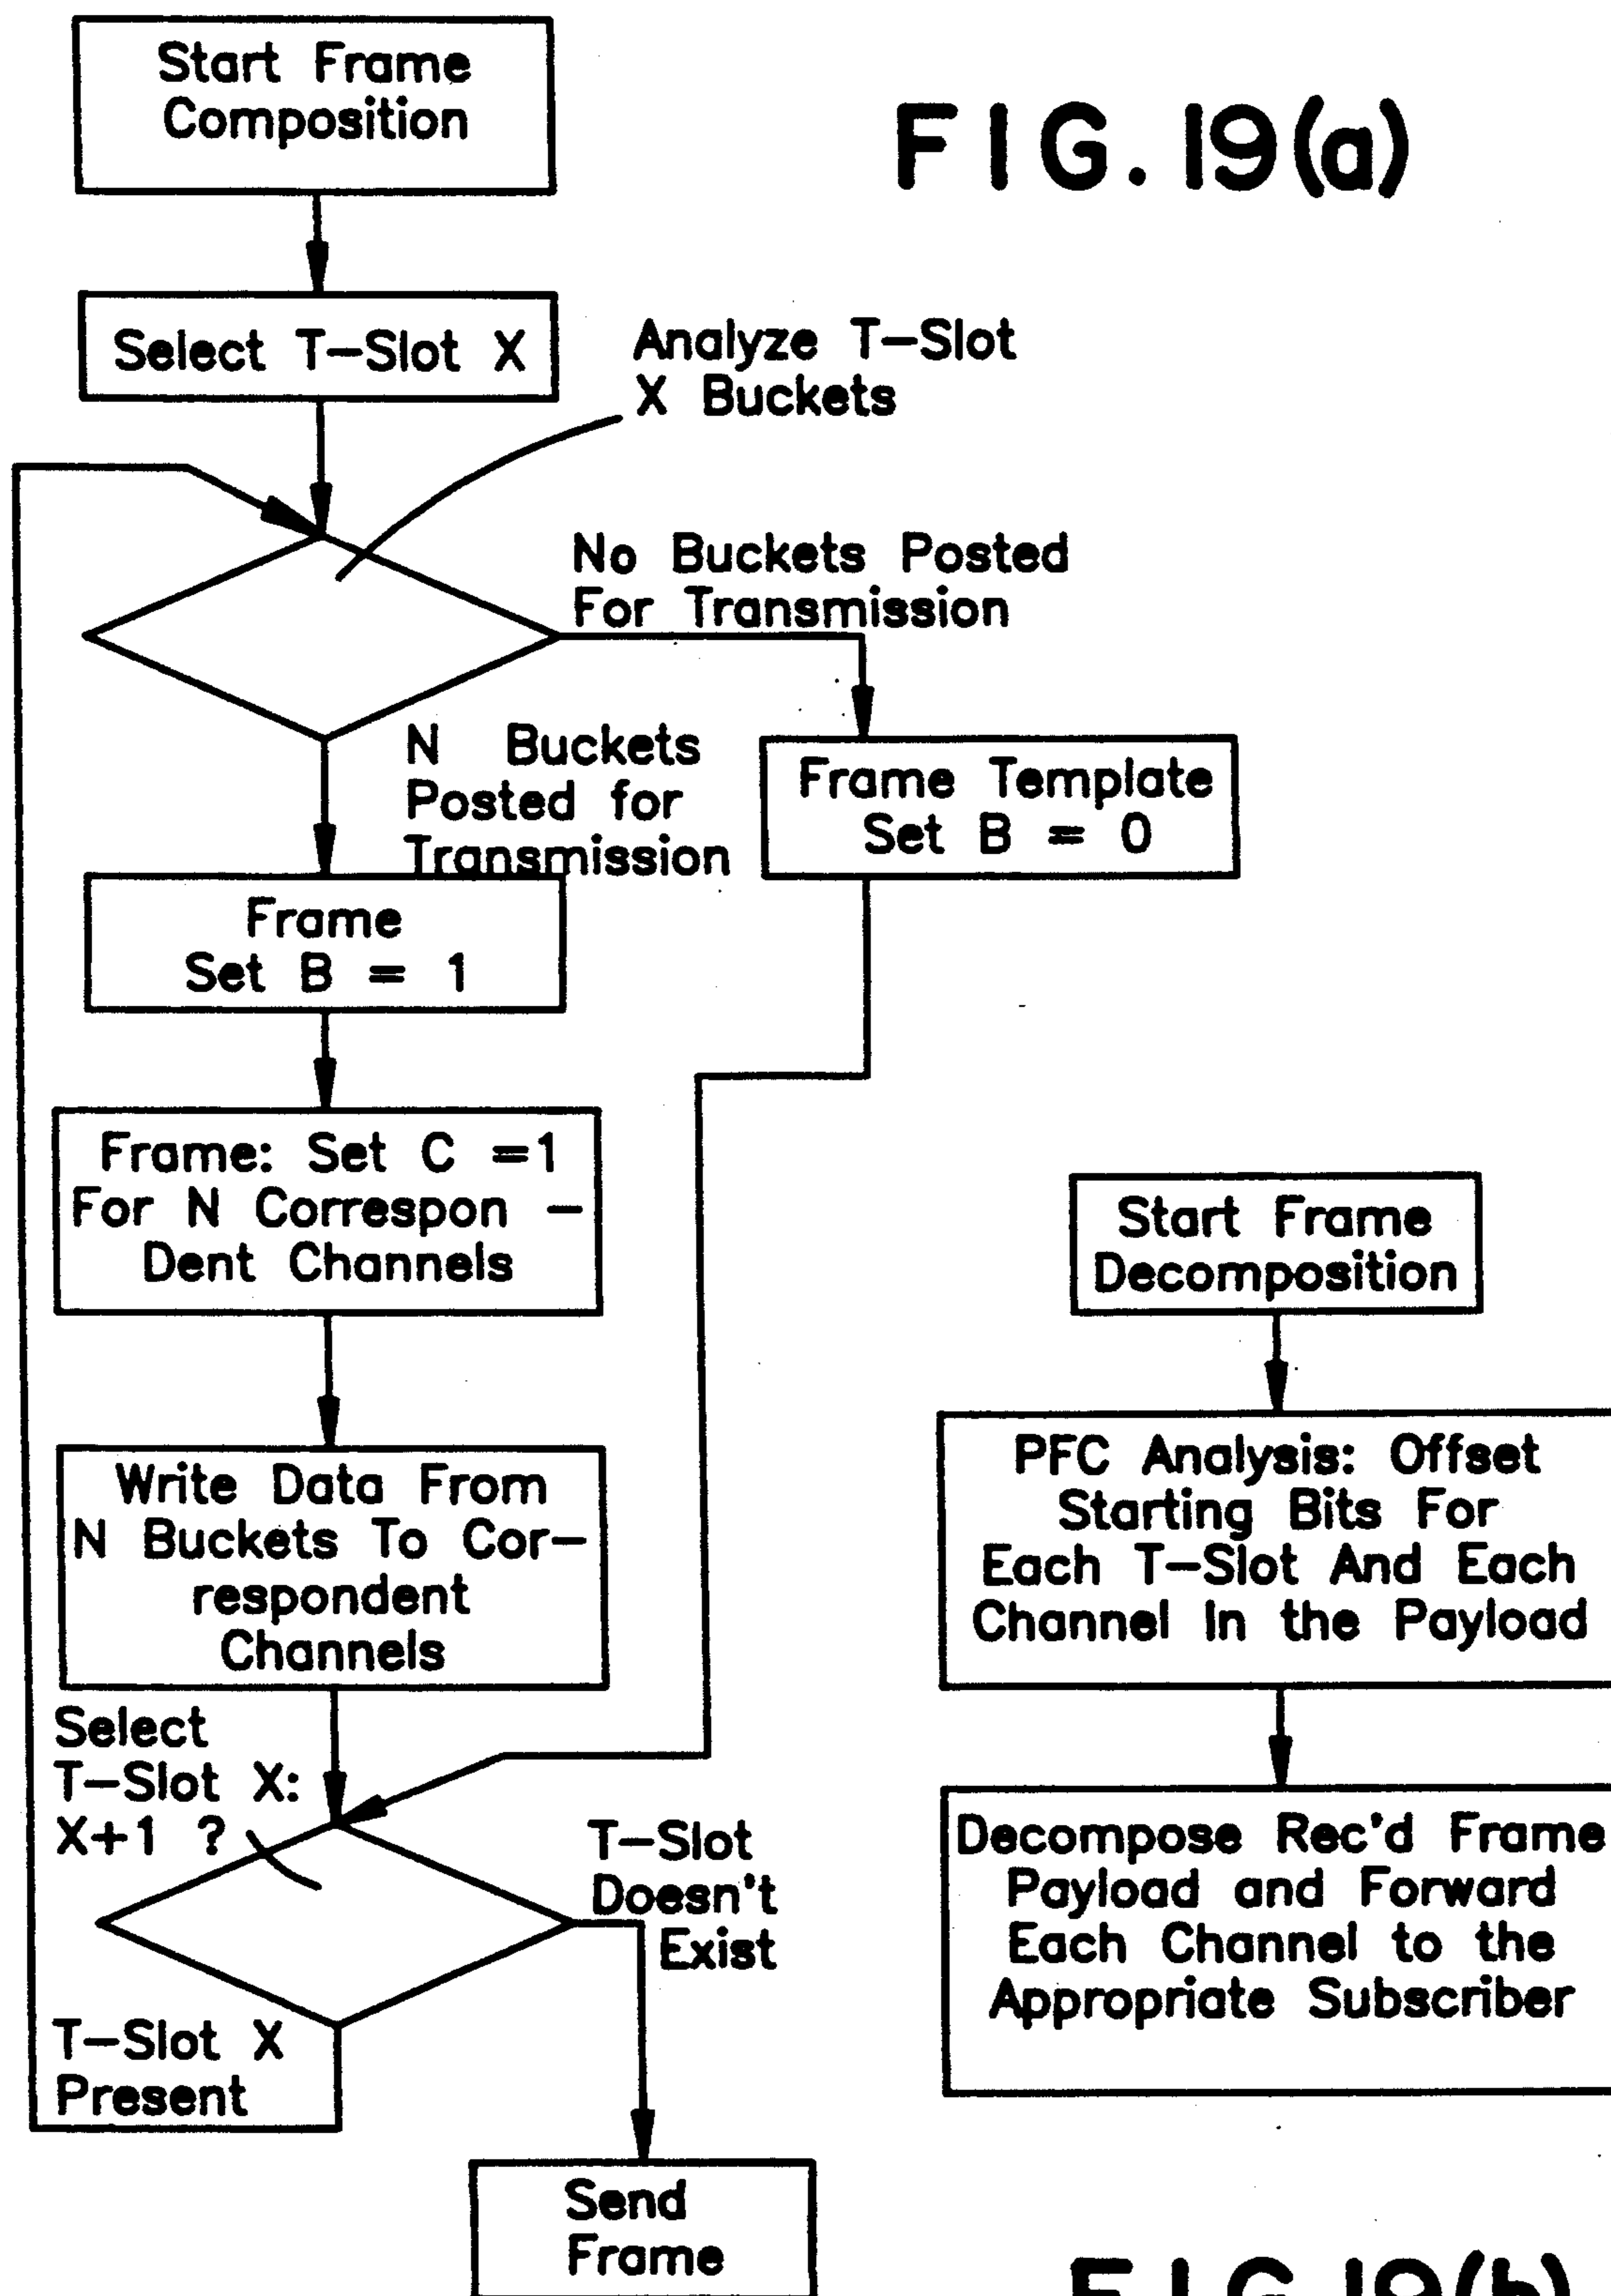 Start Frame
Composition
FIG. 19(a)
Select T-Slot X
Analyze T-Slot
X Buckets
No Buckets Posted
For Transmission
N Buckets
Posted for
Transmission
Frame Template
Set B = 0
Frame
Set B = 1
Frame: Set C =1
For N Correspon -
Dent Channels
Write Data From
N Buckets To Cor-
respondent
Channels
Select
T-Slot X:
X+1 ?
T-Slot
Doesn't
Exist
T-Slot X
Present
Send
Frame
Start Frame
Decomposition
PFC Analysis: Offset
Starting Bits For
Each T-Slot And Each
Channel In the Payload
Decompose Rec'd Frame
Payload and Forward
Each Channel to the
Appropriate Subscriber
FIG. 19(b)